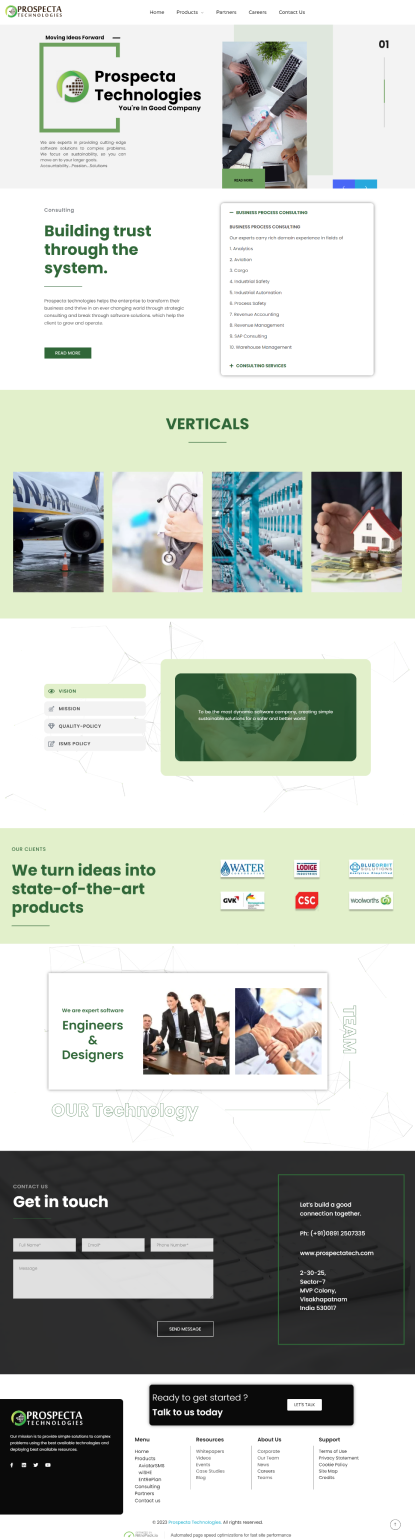 PROSPECTA
TECHNOLOGIES
Home
Products
Partners
Careers
Contact Us
Moving Ideas Forward
Prospecta
Technologies
You're In Good Company
We are experts in providing cutting-edge
software solutions to complex problems.
We focus on sustainability, so you can
move on to your larger goals.
Accountability . Passion . Solutions
READ MORE
01
Consulting
Building trust
through the
system.
Prospecta technologies helps the enterprise to transform their
business and thrive in an ever changing world through strategic
consulting and break through software solutions, which help the
client to grow and operate.
READ MORE
BUSINESS PROCESS CONSULTING
BUSINESS PROCESS CONSULTING
Our experts carry rich domain experience in fields of
1. Analytics
2. Aviation
3. Cargo
4. Industrial Safety
5. Industrial Automation
6. Process Safety
7. Revenue Accounting
8. Revenue Management
9. SAP Consulting
10. Warehouse Management
CONSULTING SERVICES
VERTICALS
VISION
MISSION
QUALITY-POLICY
ISMS POLICY
To be the most dynamic software company, creating simple
sustainable solutions for a safer and better world
OUR CLIENTS
We turn ideas into
state-of-the-art
products
WATER
CORPORATION
LODIGE
INDUSTRIES
BLUEORBIT
SOLUTIONS
GVK
CSC
woolworths
We are expert software
Engineers
&
Designers
TEAM
OUR Technology
CONTACT US
Get in touch
Full Name*
Email*
Phone Number*
Message
SEND MESSAGE
Let's build a good
connection together.
Ph: (+91)0891 2507335
www.prospectatech.com
2-30-25,
Sector-7
MVP Colony,
Visakhapatnam
India 530017
Ready to get started ?
Talk to us today
LET'S TALK
PROSPECTA
TECHNOLOGIES
Our mission is to provide simple solutions to complex
problems using the best available technologies and
deploying best available resources.
Menu
Home
Products
AviatorSMS
wiSHE
EntRePlan
Consulting
Partners
Contact us
Resources
Whitepapers
Videos
Events
Case Studies
Blog
About Us
Corporate
Our Team
News
Careers
Teams
Support
Terms of Use
Privacy Statement
Cookie Policy
Site Map
Credits
© 2023 Prospecta Technologies. All rights reserved.
Automated page speed optimizations for fast site performance